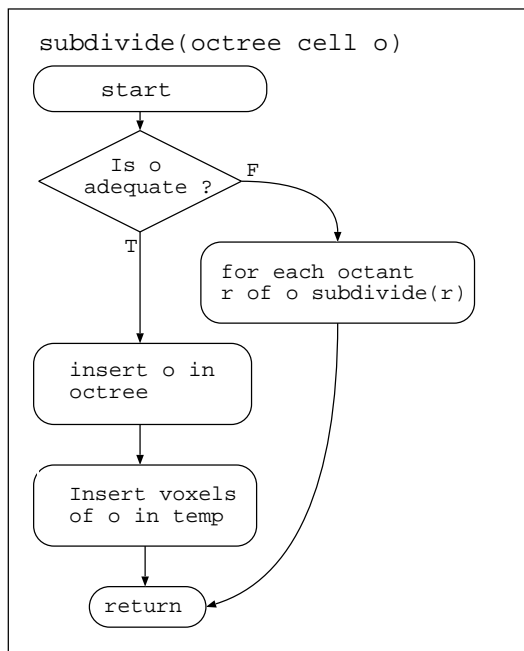 subdivide(octree cell o)
start
Is o
adequate ?
F
T
for each octant
r of o subdivide(r)
insert o in
octree
Insert voxels
of o in temp
return